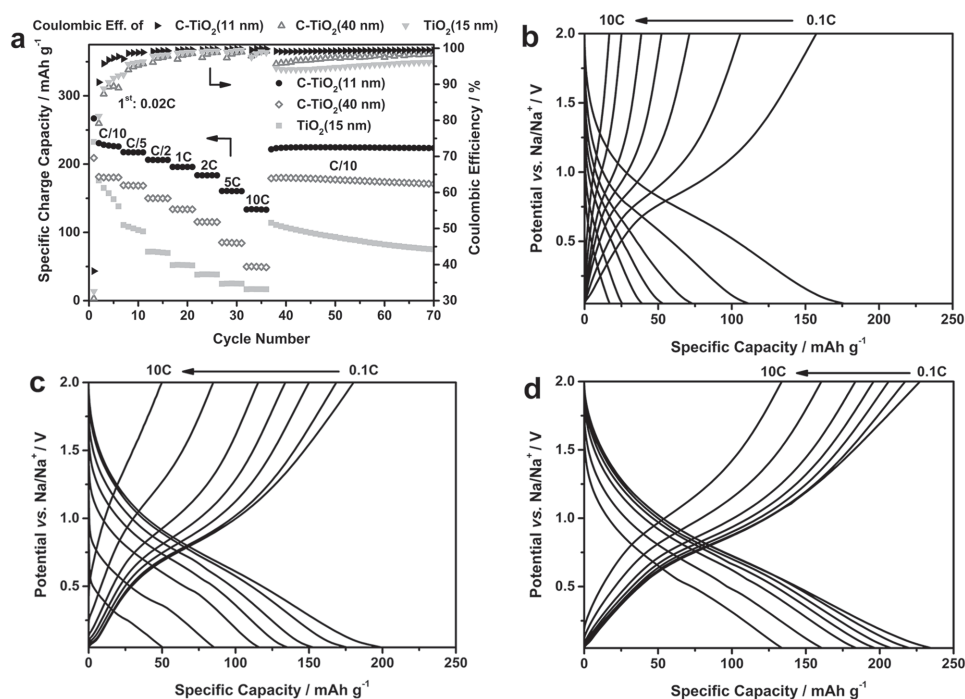 Coulombic Eff. of ▶ C-TiO2(11 nm) △ C-TiO2(40 nm) ▼ TiO2(15 nm)
a
Specific Charge Capacity / mAh g-1
350
300
250
200
150
100
50
0
1st: 0.02C
C/10
C/5
C/2
1C
2C
5C
10C
C/10
C-TiO2(11 nm)
C-TiO2(40 nm)
TiO2(15 nm)
100
90
80
70
60
50
40
30
Coulombic Efficiency / %
0 10 20 30 40 50 60 70
Cycle Number
b
10C 0.1C
Potential vs. Na/Na+ / V
2.0
1.5
1.0
0.5
0 50 100 150 200 250
Specific Capacity / mAh g-1
c
10C 0.1C
Potential vs. Na/Na+ / V
2.0
1.5
1.0
0.5
0 50 100 150 200 250
Specific Capacity / mAh g-1
d
10C 0.1C
Potential vs. Na/Na+ / V
2.0
1.5
1.0
0.5
0 50 100 150 200 250
Specific Capacity / mAh g-1